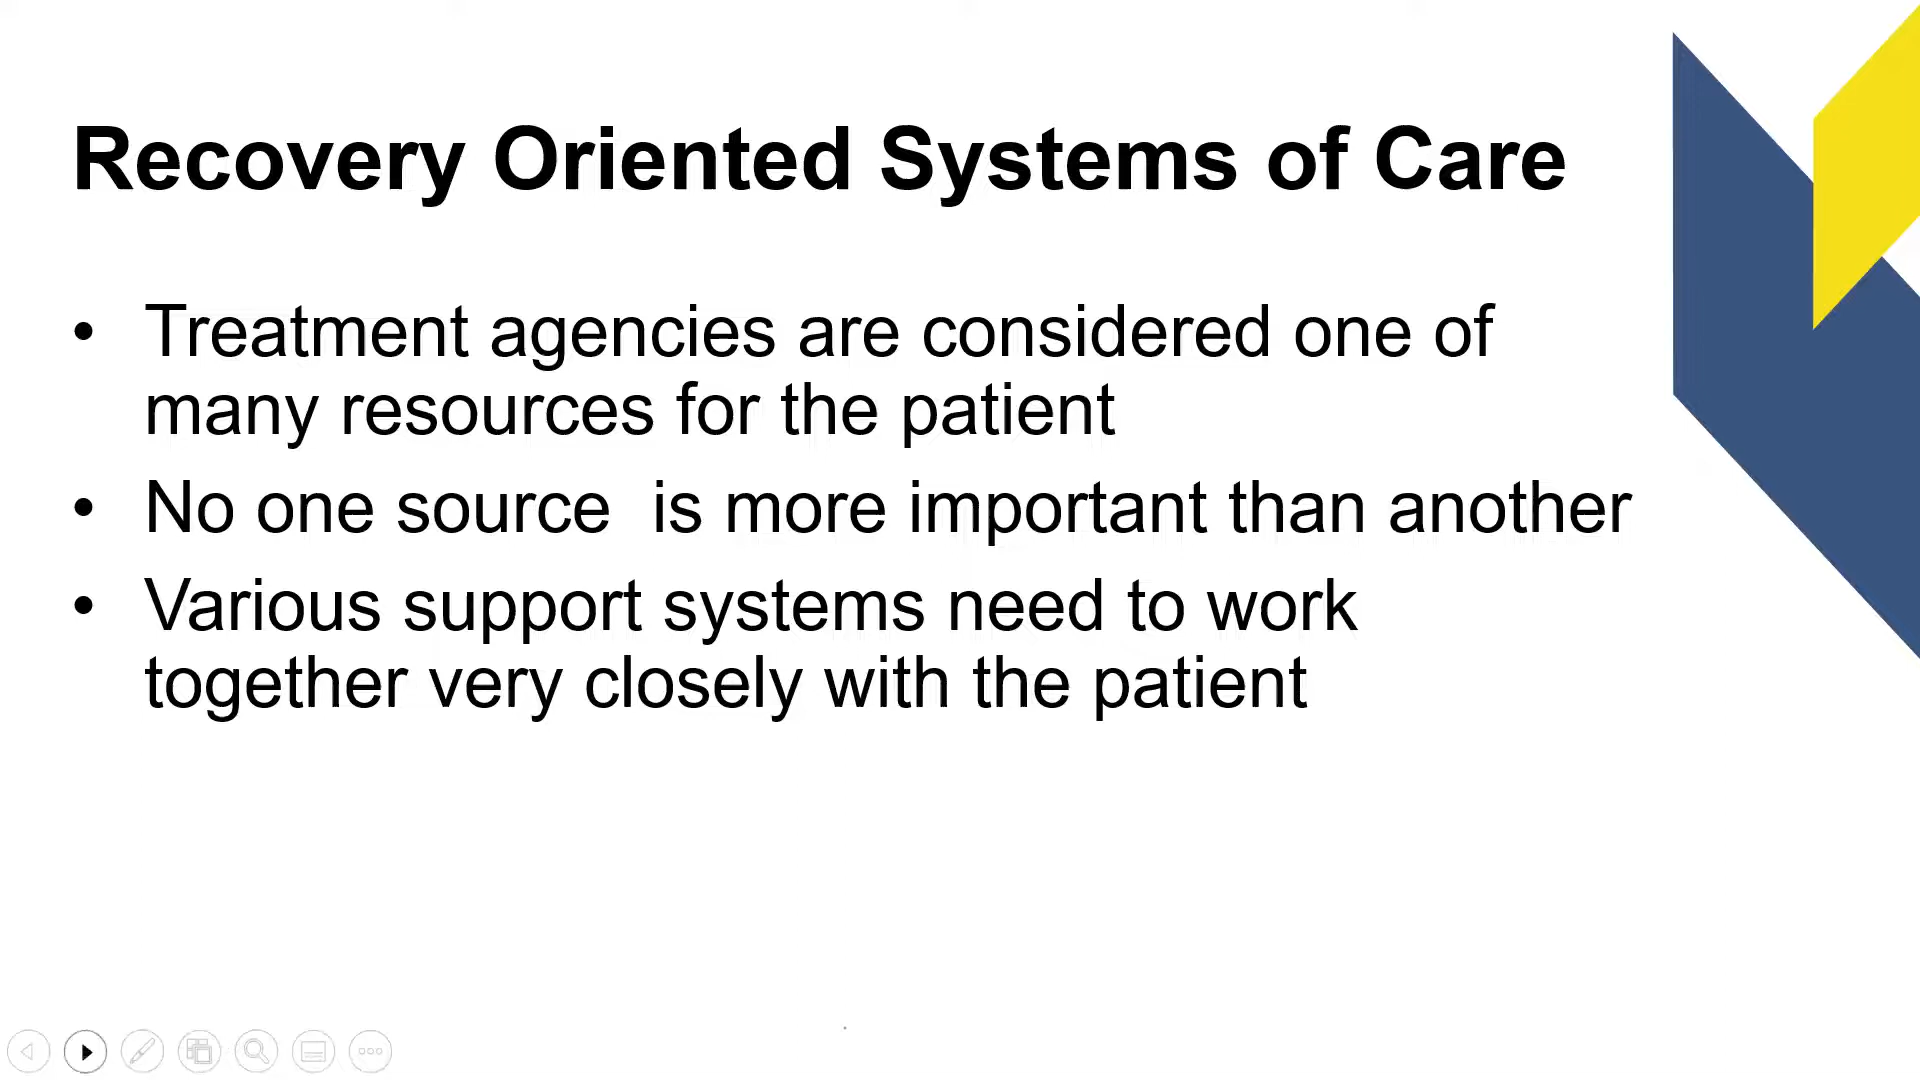 Recovery Oriented Systems of Care
• Treatment agencies are considered one of
many resources for the patient
• No one source  is more important than another
• Various support systems need to work
together very closely with the patient